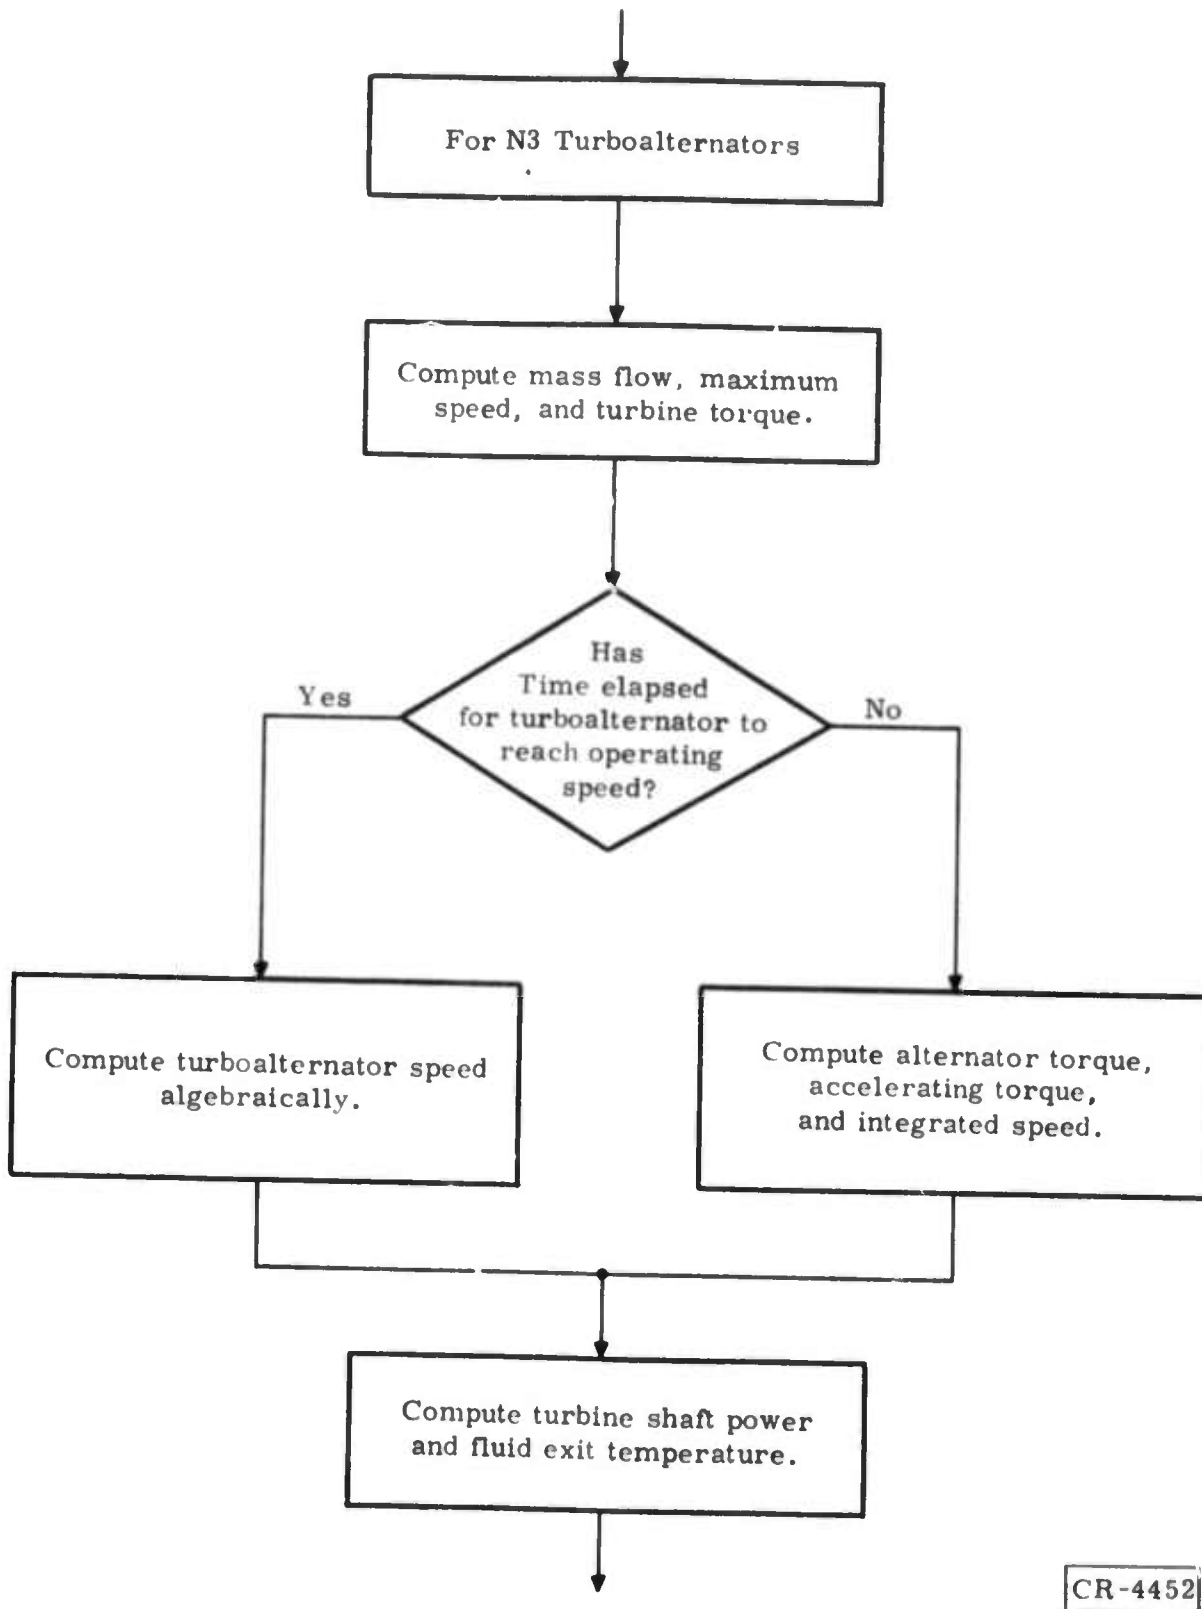 For N3 Turboalternators
Compute mass flow, maximum
speed, and turbine torque.
Has
Time elapsed
for turboalternator to
reach operating
speed?
Yes
No
Compute turboalternator speed
algebraically.
Compute alternator torque,
accelerating torque,
and integrated speed.
Compute turbine shaft power
and fluid exit temperature.
CR-4452